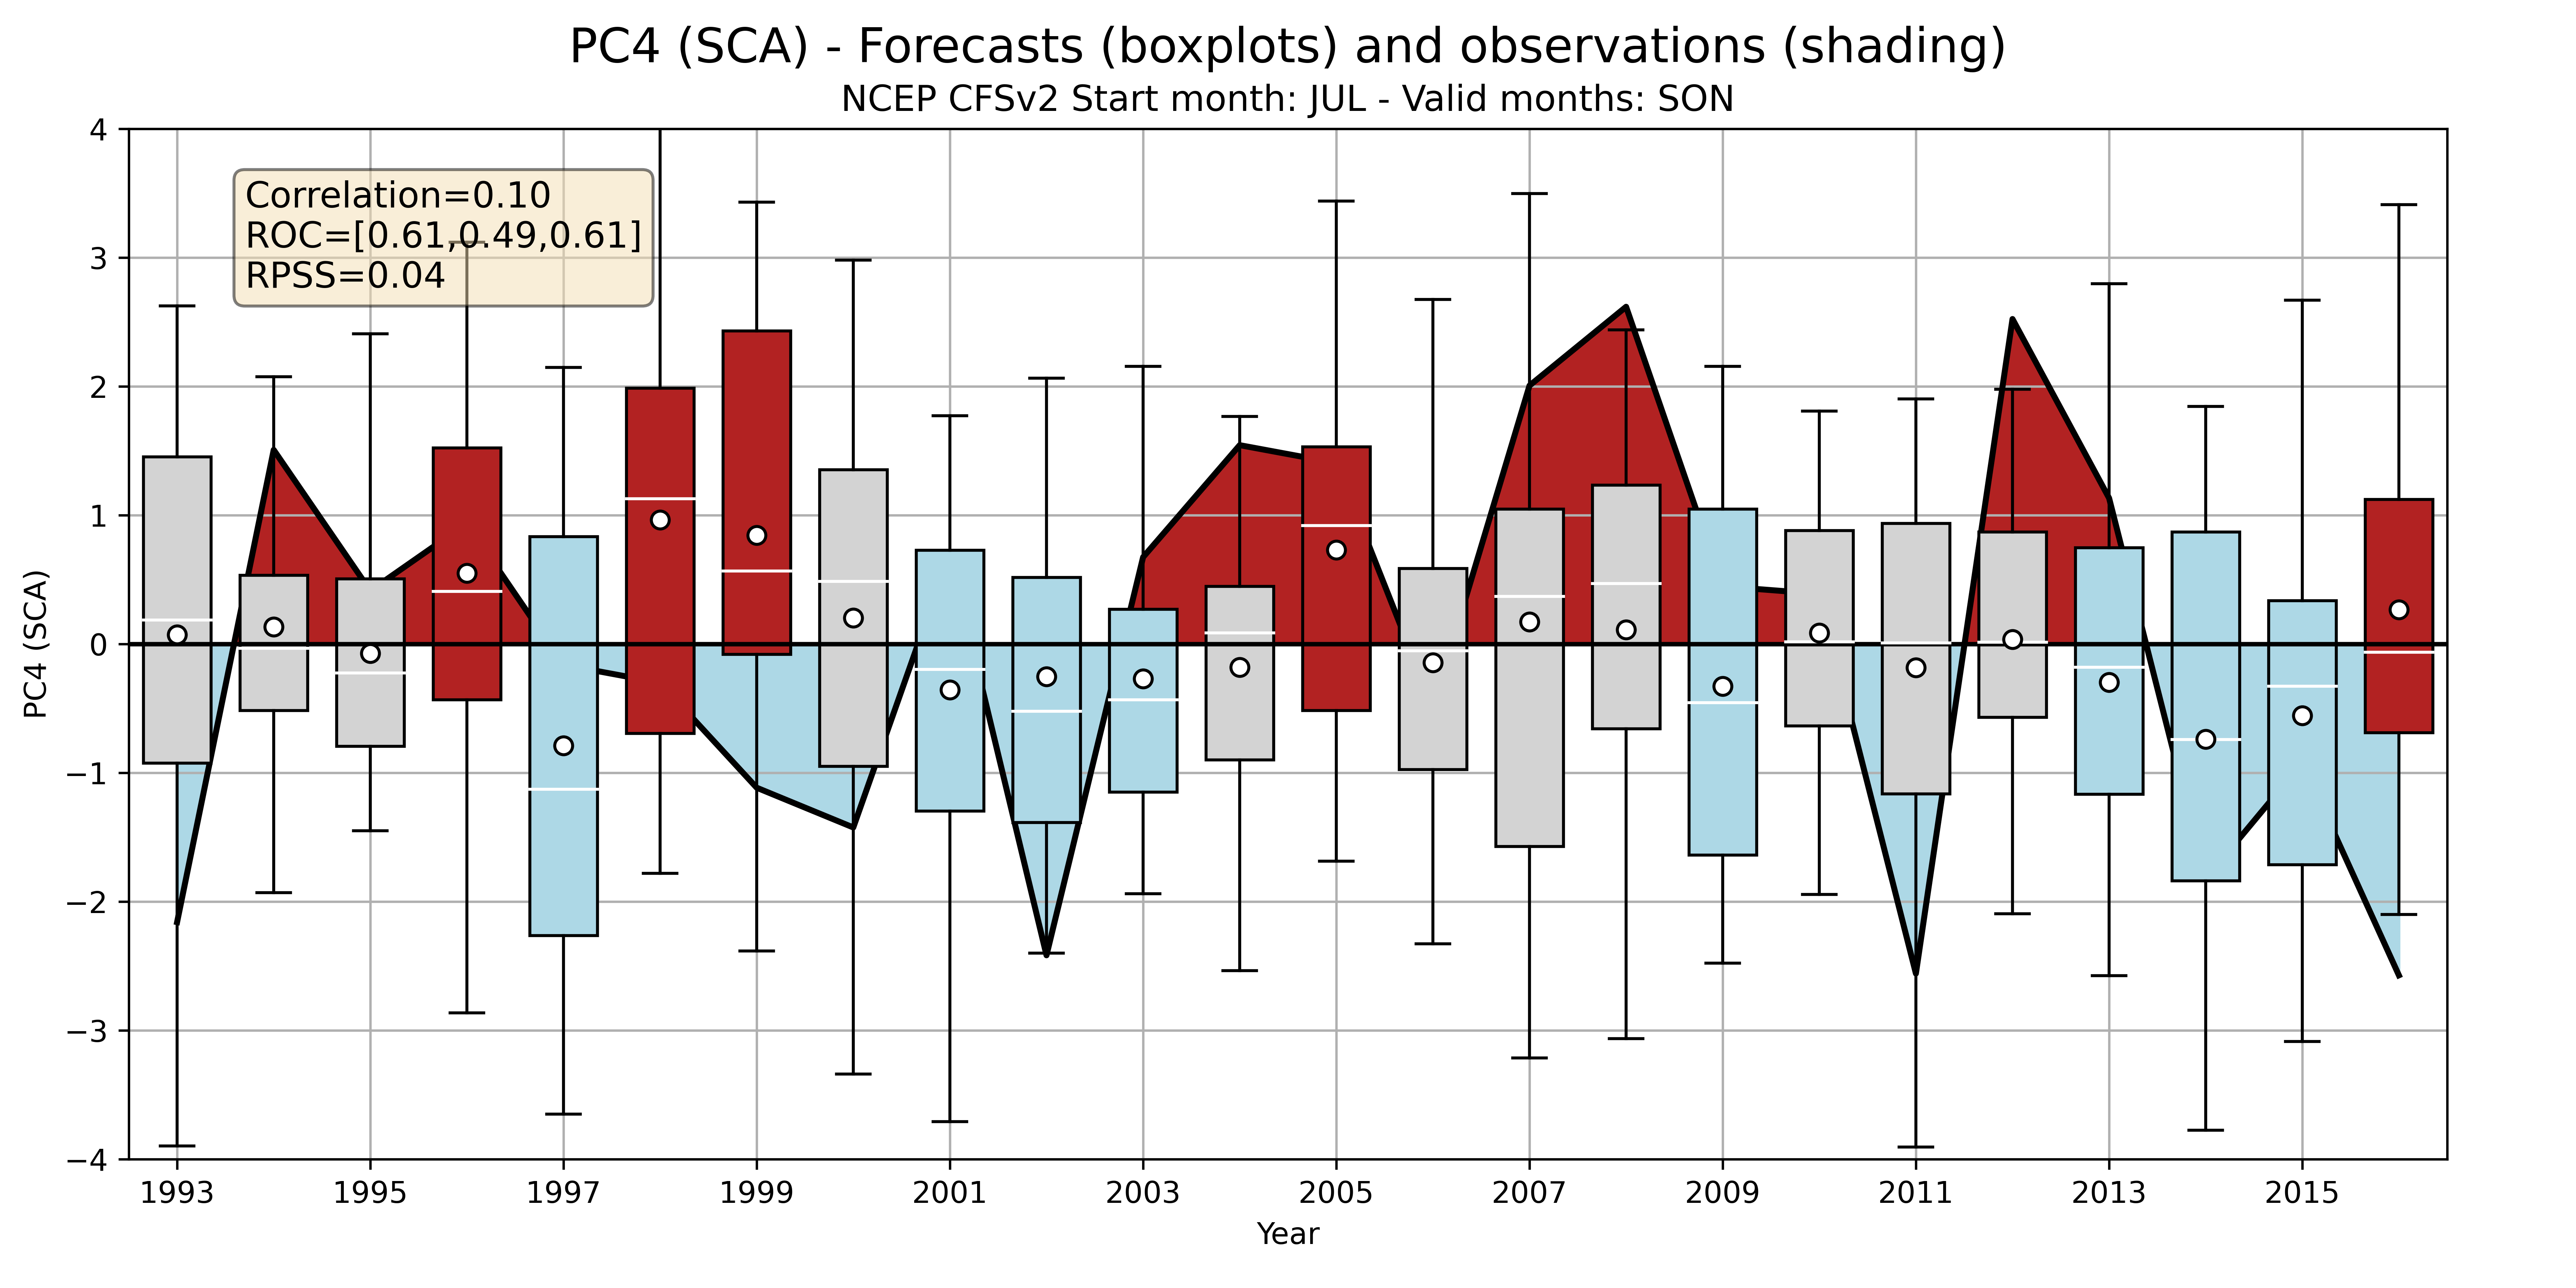 PC4 (SCA) - Forecasts (boxplots) and observations (shading)
NCEP CFSv2 Start month: JUL - Valid months: SON
Correlation=0.10
ROC=[0.61,0.49,0.61]
RPSS=0.04
PC4 (SCA)
4
3
2
1
0
−1
−2
−3
−4
1993 1995 1997 1999 2001 2003 2005 2007 2009 2011 2013 2015
Year